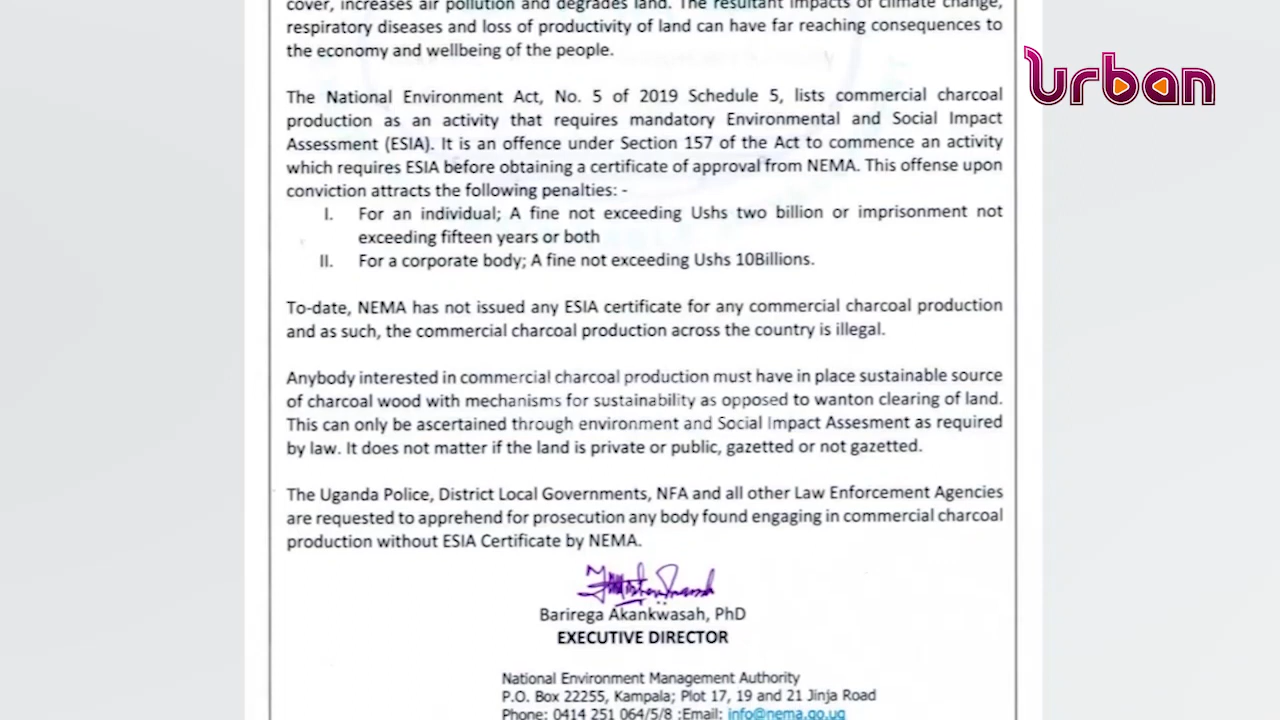 cover, increases air pollution and degrades land. The resultant impacts of climate change,
respiratory diseases and loss of productivity of land can have far reaching consequences to
the economy and wellbeing of the people.
Urban
The National Environment Act, No. 5 of 2019 Schedule 5, lists commercial charcoal
production as an activity that requires mandatory Environmental and Social Impact
Assessment (ESIA). It is an offence under Section 157 of the Act to commence an activity
which requires ESIA before obtaining a certificate of approval from NEMA. This offense upon
conviction attracts the following penalties: -
I. For an individual; A fine not exceeding Ushs two billion or imprisonment not
exceeding fifteen years or both
II. For a corporate body; A fine not exceeding Ushs 10Billions.
To-date, NEMA has not issued any ESIA certificate for any commercial charcoal production
and as such, the commercial charcoal production across the country is illegal.
Anybody interested in commercial charcoal production must have in place sustainable source
of charcoal wood with mechanisms for sustainability as opposed to wanton clearing of land.
This can only be ascertained through environment and Social Impact Assesment as required
by law. It does not matter if the land is private or public, gazetted or not gazetted.
The Uganda Police, District Local Governments, NFA and all other Law Enforcement Agencies
are requested to apprehend for prosecution any body found engaging in commercial charcoal
production without ESIA Certificate by NEMA.
Barirega Akankwasah, PhD
EXECUTIVE DIRECTOR
National Environment Management Authority
P.O. Box 22255, Kampala; Plot 17, 19 and 21 Jinja Road
Phone: 0414 251 064/5/8 :Email: info@nema.go.ug